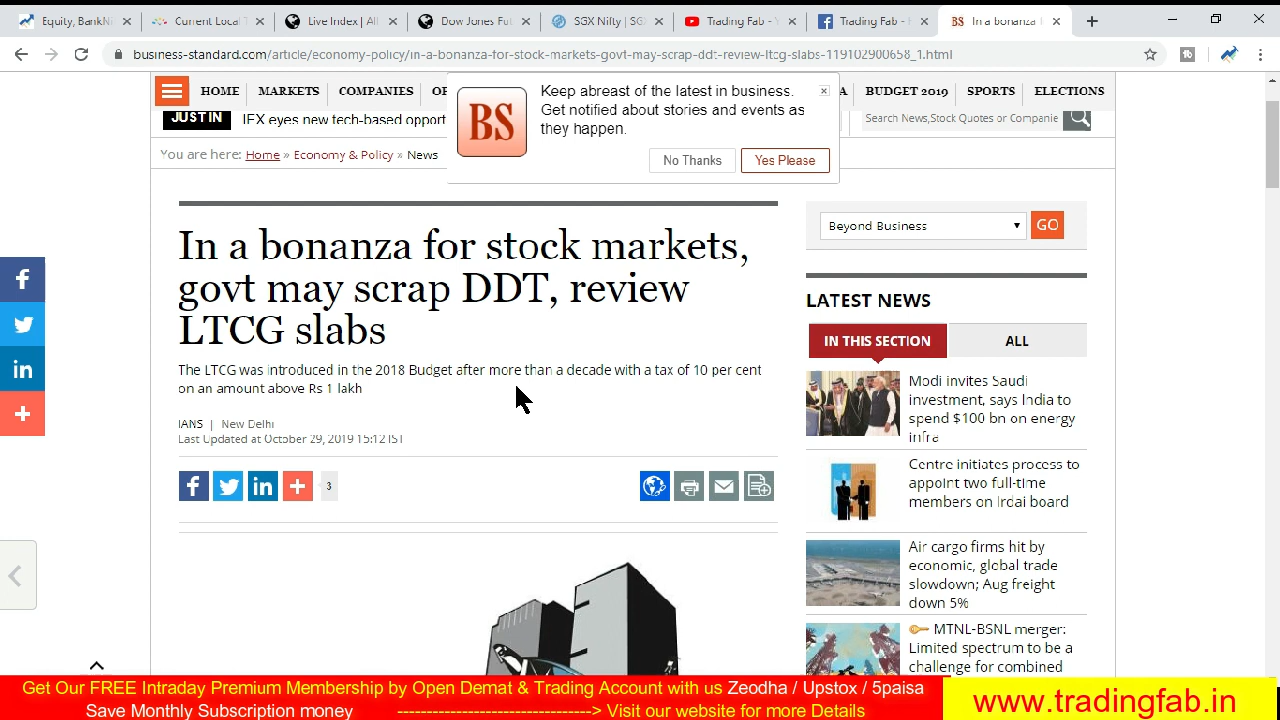 Equity, BankNi
Current Local T
Live Index | All
Dow Jones Fut
SGX Nifty | SGX
Trading Fab - Y
Trading Fab - H
In a bonanza f
business-standard.com/article/economy-policy/in-a-bonanza-for-stock-markets-govt-may-scrap-ddt-review-ltcg-slabs-119102900658_1.html
HOME MARKETS COMPANIES OP
A BUDGET 2019 SPORTS ELECTIONS
Keep abreast of the latest in business.
Get notified about stories and events as
they happen.
No Thanks Yes Please
BS
JUST IN IFX eyes new tech-based opport
Search News,Stock Quotes or Companie
You are here: Home » Economy & Policy » News
In a bonanza for stock markets,
govt may scrap DDT, review
LTCG slabs
The LTCG was introduced in the 2018 Budget after more than a decade with a tax of 10 per cent
on an amount above Rs 1 lakh
IANS | New Delhi
Last Updated at October 29, 2019 15:12 IST
3
Beyond Business GO
LATEST NEWS
IN THIS SECTION ALL
Modi invites Saudi
investment, says India to
spend $100 bn on energy
infra
Centre initiates process to
appoint two full-time
members on Irdai board
Air cargo firms hit by
economic, global trade
slowdown; Aug freight
down 5%
MTNL-BSNL merger:
Limited spectrum to be a
challenge for combined
Get Our FREE Intraday Premium Membership by Open Demat & Trading Account with us Zeodha / Upstox / 5paisa
Save Monthly Subscription money --------------------------------> Visit our website for more Details
www.tradingfab.in